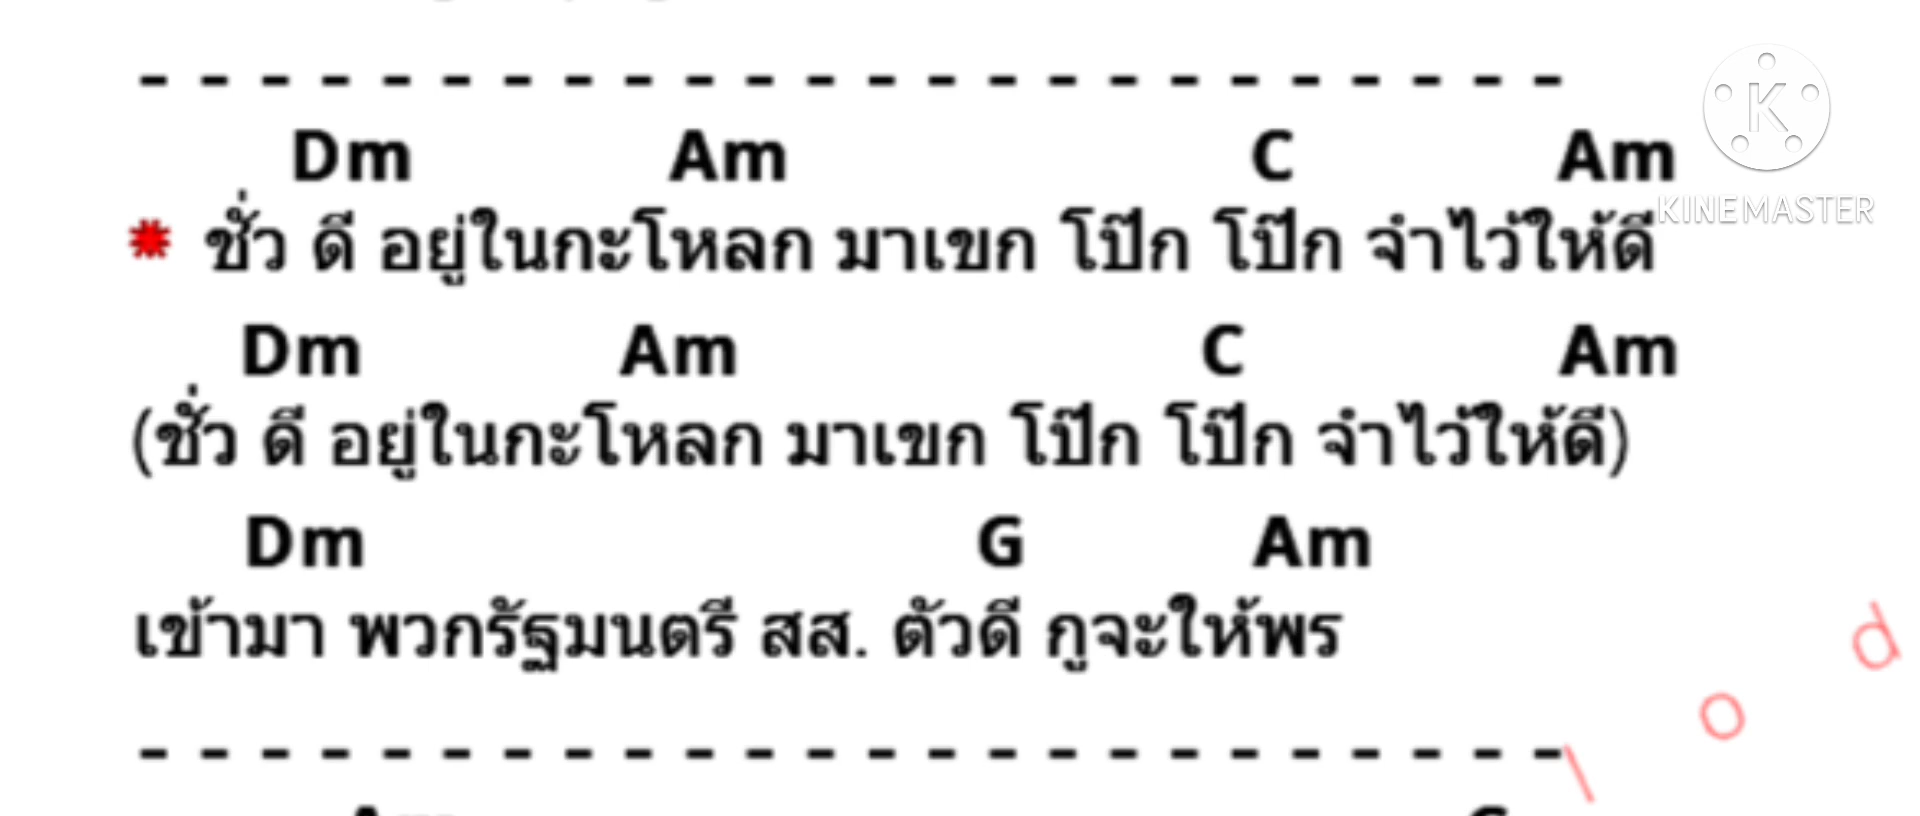 - - - - - - - - - - - - - - - - - - - - - - - -
Dm Am C Am
KINEMASTER
* ชั่ว ดี อยู่ในกะโหลก มาเขก โป๊ก โป๊ก จำไว้ให้ดี
Dm Am C Am
(ชั่ว ดี อยู่ในกะโหลก มาเขก โป๊ก โป๊ก จำไว้ให้ดี)
Dm G Am
เข้ามา พวกรัฐมนตรี สส. ตัวดี กูจะให้พร
- - - - - - - - - - - - - - - - - - - - - - - -